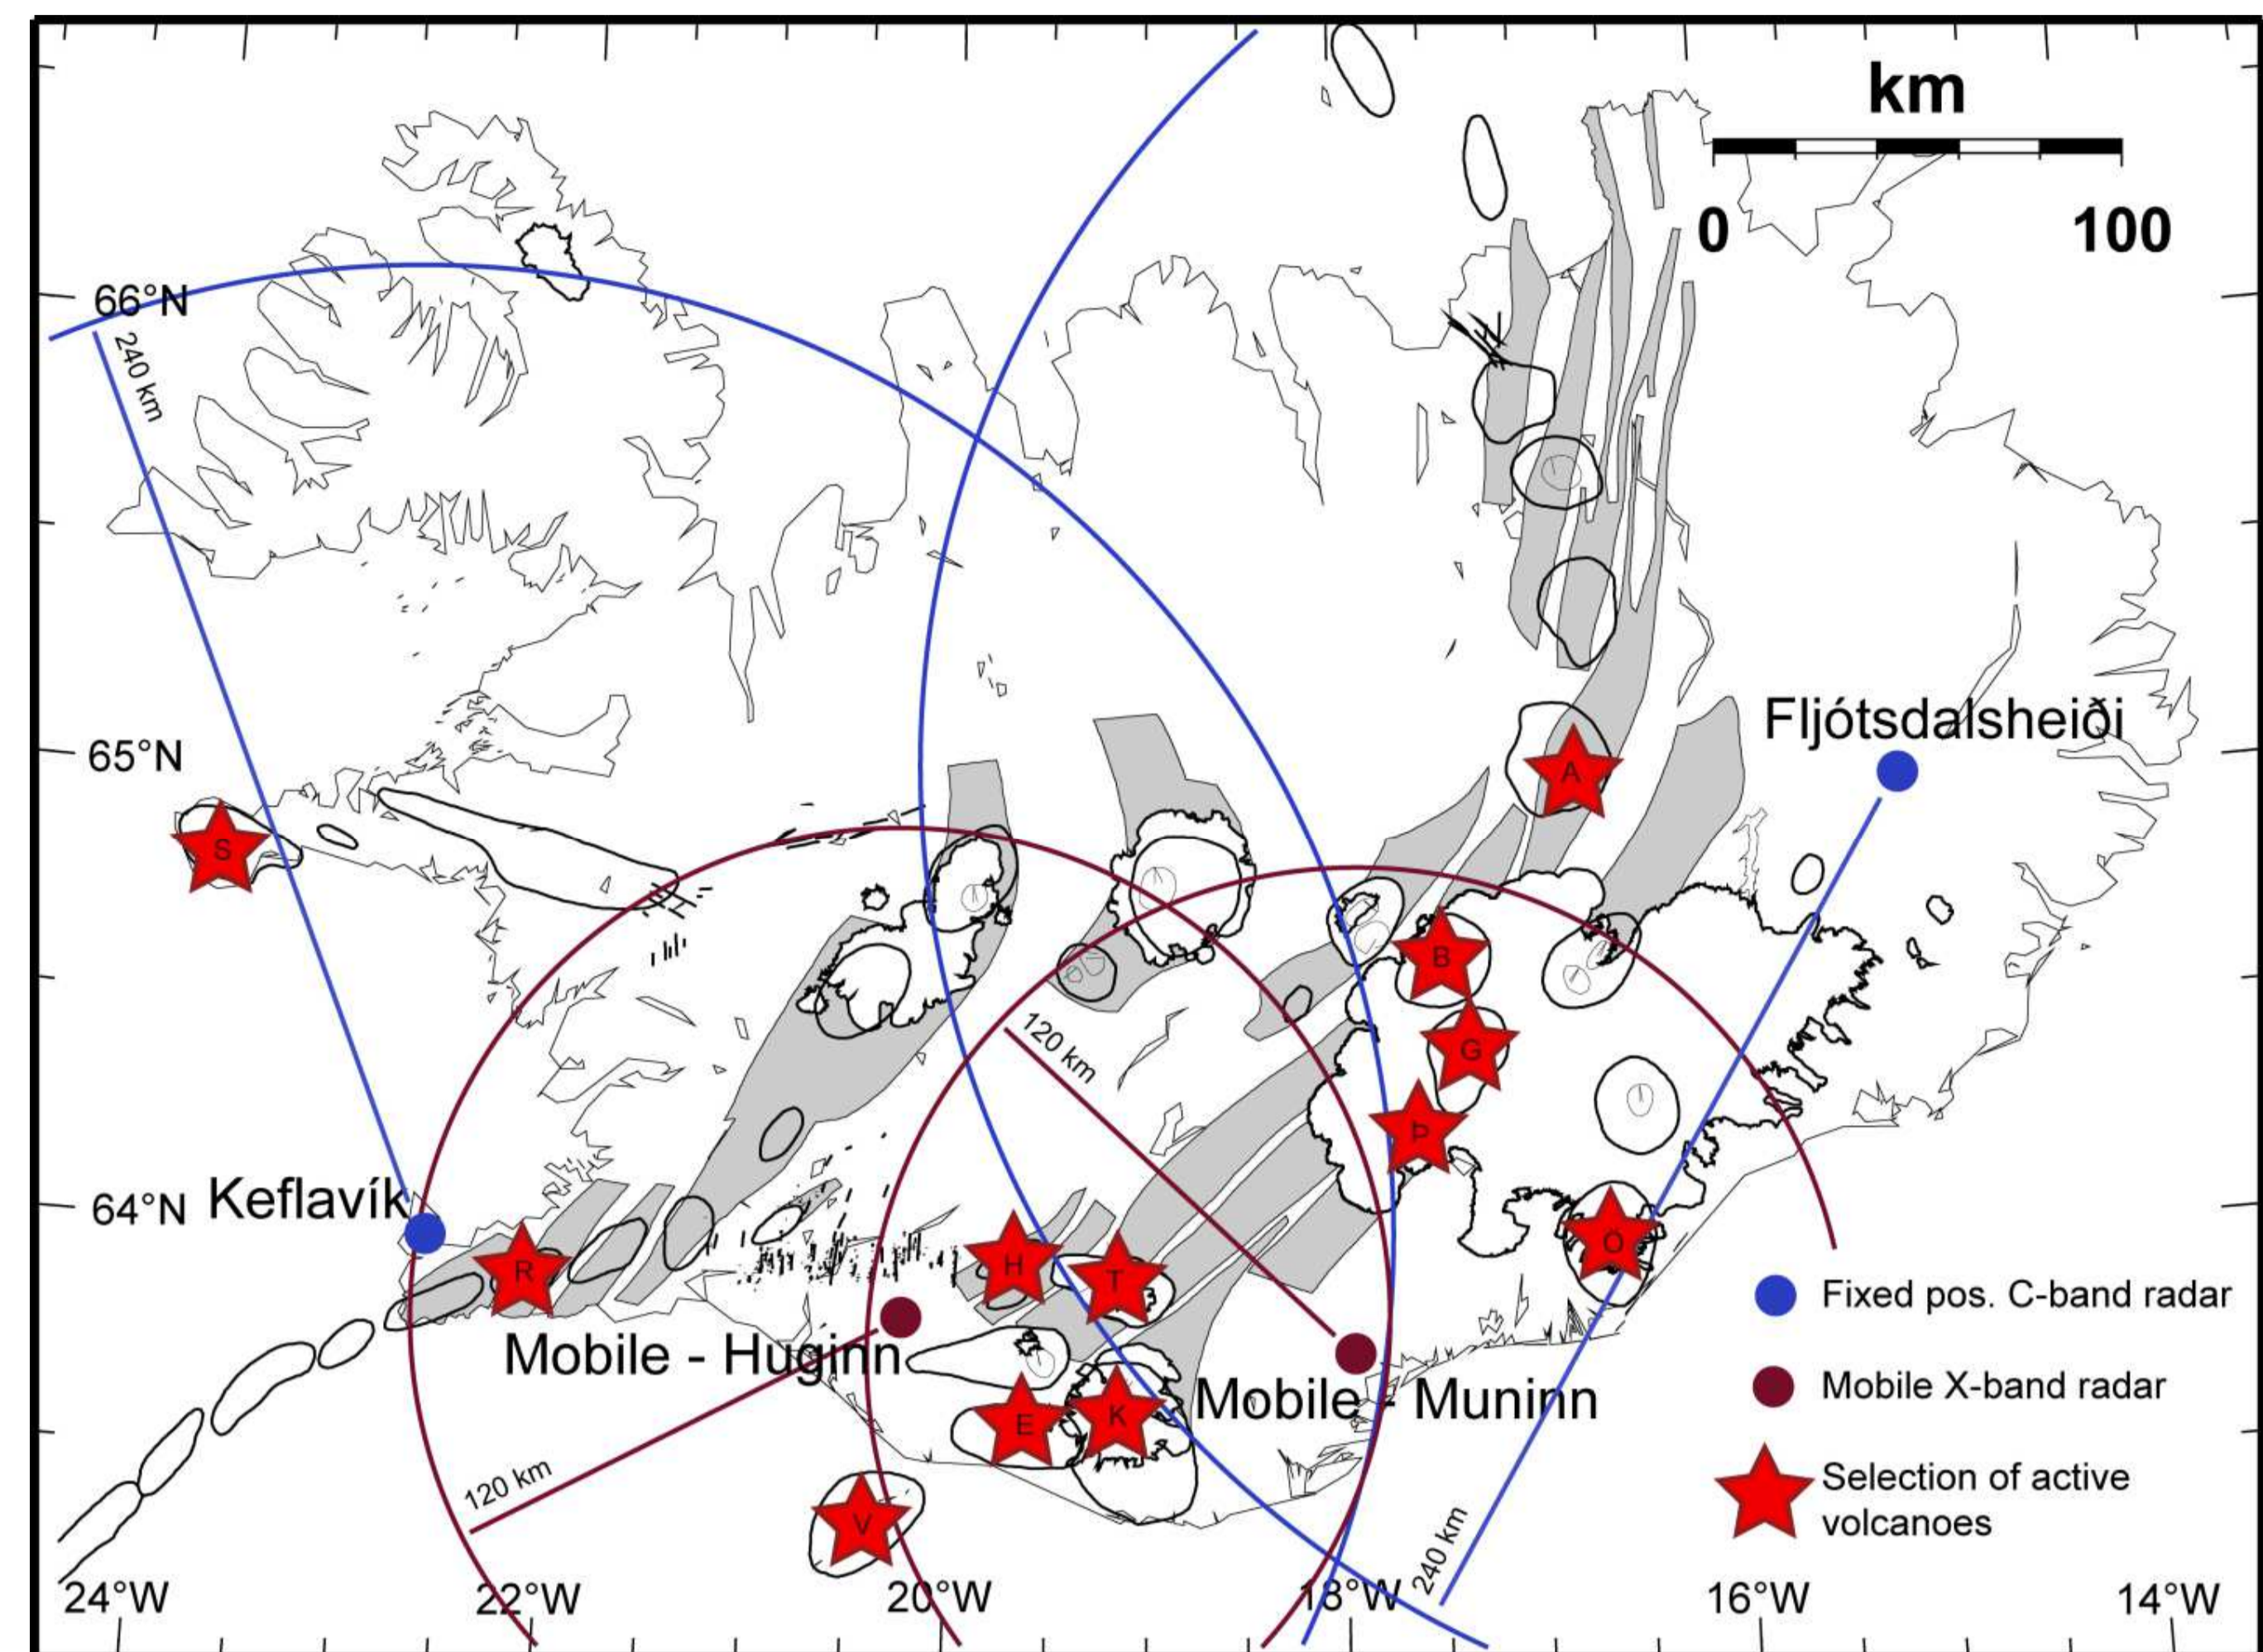 km
0
100
66°N
240 km
65°N
Fljótsdalsheiði
A
S
B
G
120 km
Þ
64°N
Keflavík
Ö
H
R
T
Fixed pos. C-band radar
Mobile - Huginn
Mobile - Muninn
Mobile X-band radar
E
K
120 km
Selection of active
volcanoes
V
240 km
24°W
22°W
20°W
18°W
16°W
14°W